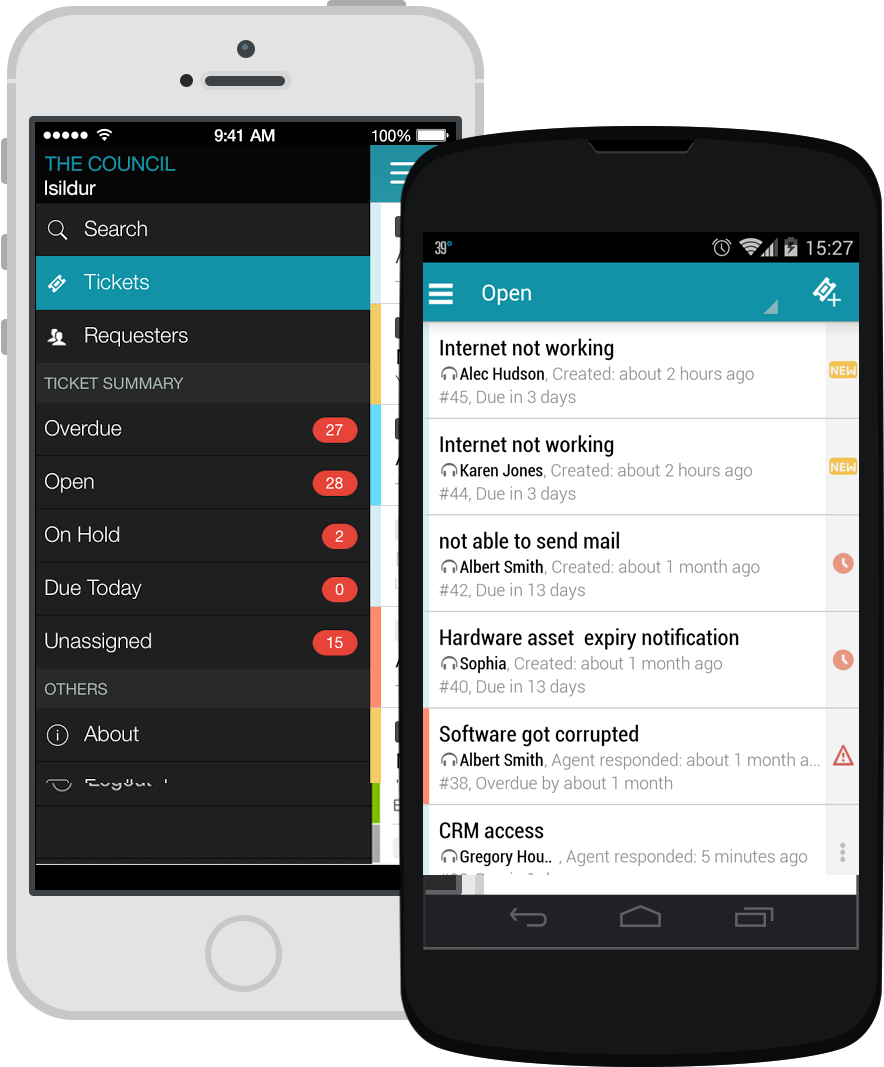 9:41 AM
100%
THE COUNCIL
Isildur
Search
Tickets
Requesters
TICKET SUMMARY
Overdue 27
Open 28
On Hold 2
Due Today 0
Unassigned 15
OTHERS
About
39°
15:27
Open
Internet not working
Alec Hudson, Created: about 2 hours ago
NEW
#45, Due in 3 days
Internet not working
Karen Jones, Created: about 2 hours ago
NEW
#44, Due in 3 days
not able to send mail
Albert Smith, Created: about 1 month ago
#42, Due in 13 days
Hardware asset expiry notification
Sophia, Created: about 1 month ago
#40, Due in 13 days
Software got corrupted
Albert Smith, Agent responded: about 1 month a...
#38, Overdue by about 1 month
CRM access
Gregory Hou.. , Agent responded: 5 minutes ago